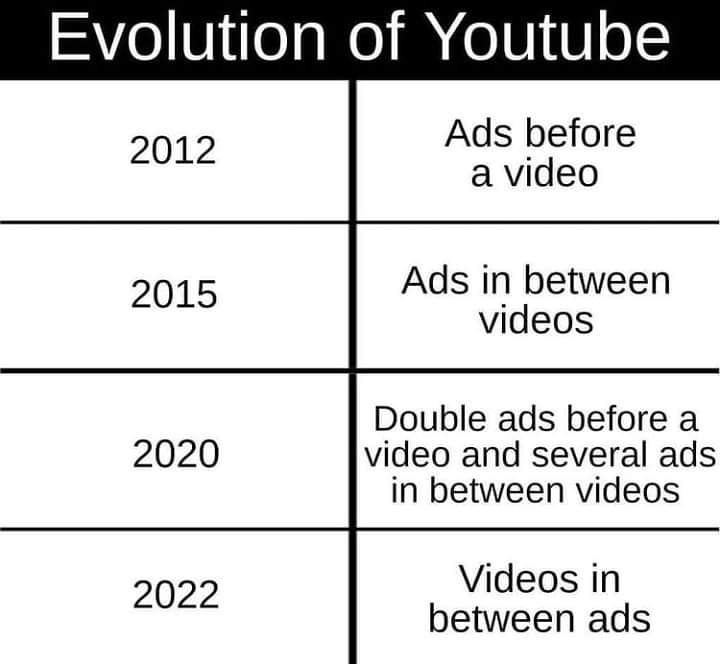 Evolution of Youtube
2012
Ads before
a video
2015
Ads in between
videos
2020
Double ads before a
video and several ads
in between videos
2022
Videos in
between ads